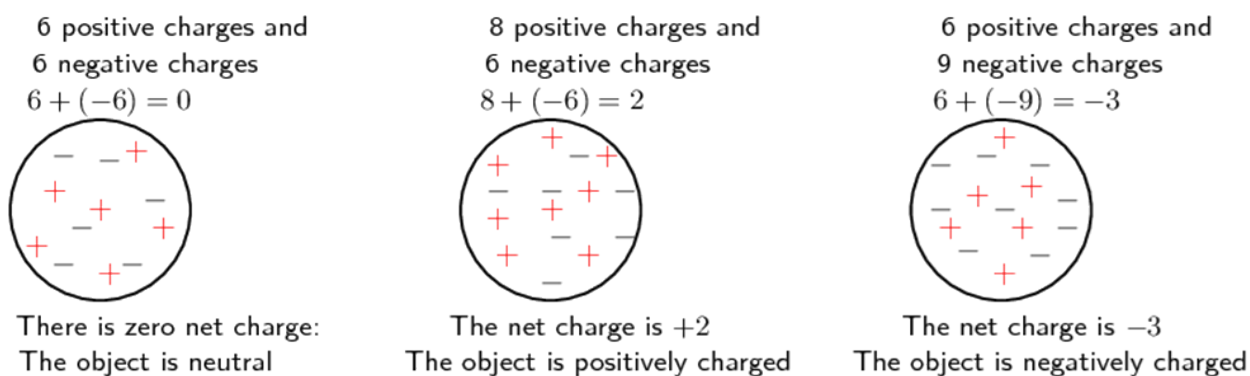 6 positive charges and
6 negative charges
6 + (−6) = 0
There is zero net charge:
The object is neutral
8 positive charges and
6 negative charges
8 + (−6) = 2
The net charge is +2
The object is positively charged
6 positive charges and
9 negative charges
6 + (−9) = −3
The net charge is −3
The object is negatively charged